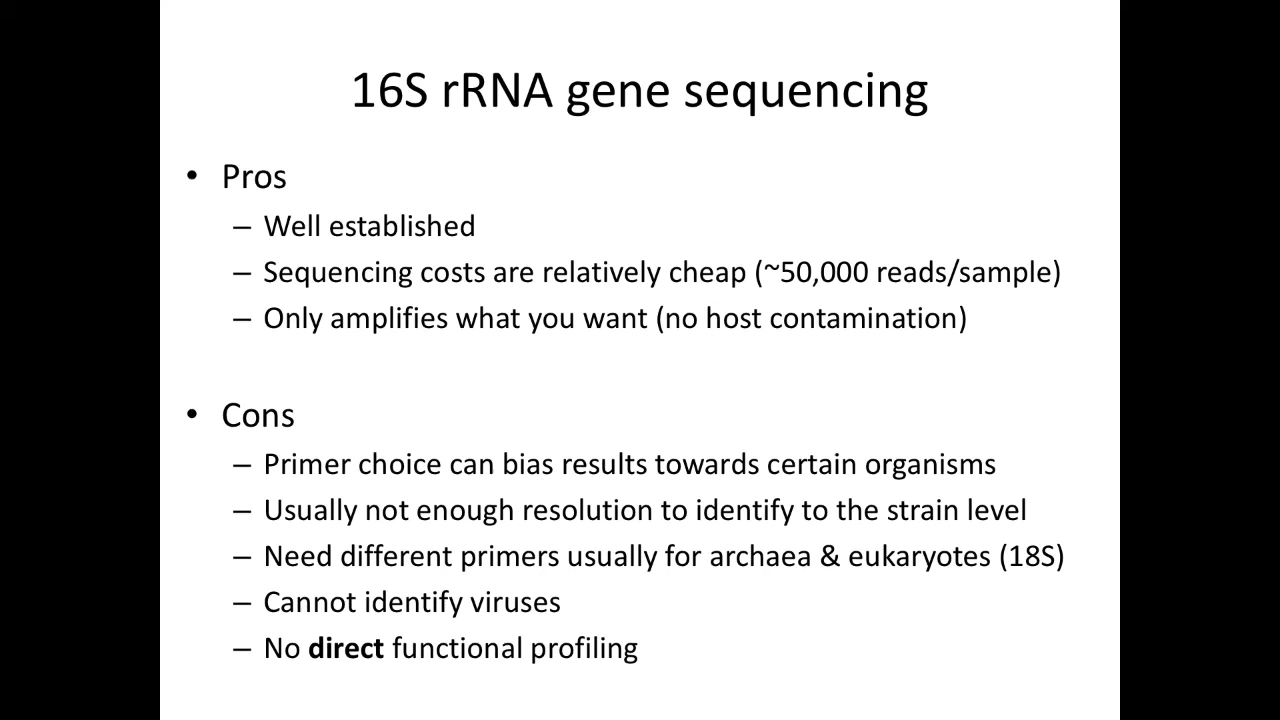 16S rRNA gene sequencing
• Pros
– Well established
– Sequencing costs are relatively cheap (~50,000 reads/sample)
– Only amplifies what you want (no host contamination)
• Cons
– Primer choice can bias results towards certain organisms
– Usually not enough resolution to identify to the strain level
– Need different primers usually for archaea & eukaryotes (18S)
– Cannot identify viruses
– No direct functional profiling